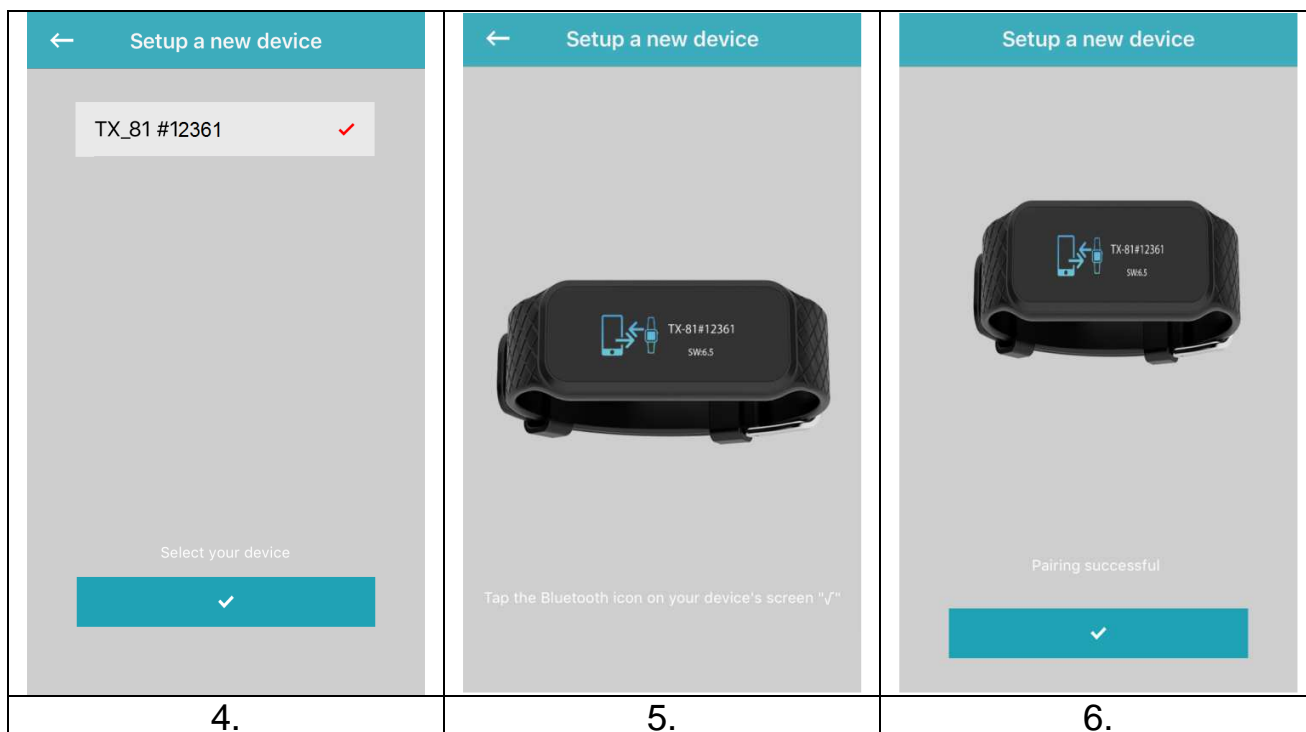 Setup a new device
TX_81 #12361
Select your device
4.
Setup a new device
TX-81#12361
SW:6.5
Tap the Bluetooth icon on your device's screen "√"
5.
Setup a new device
TX-81#12361
SW:6.5
Pairing successful
6.